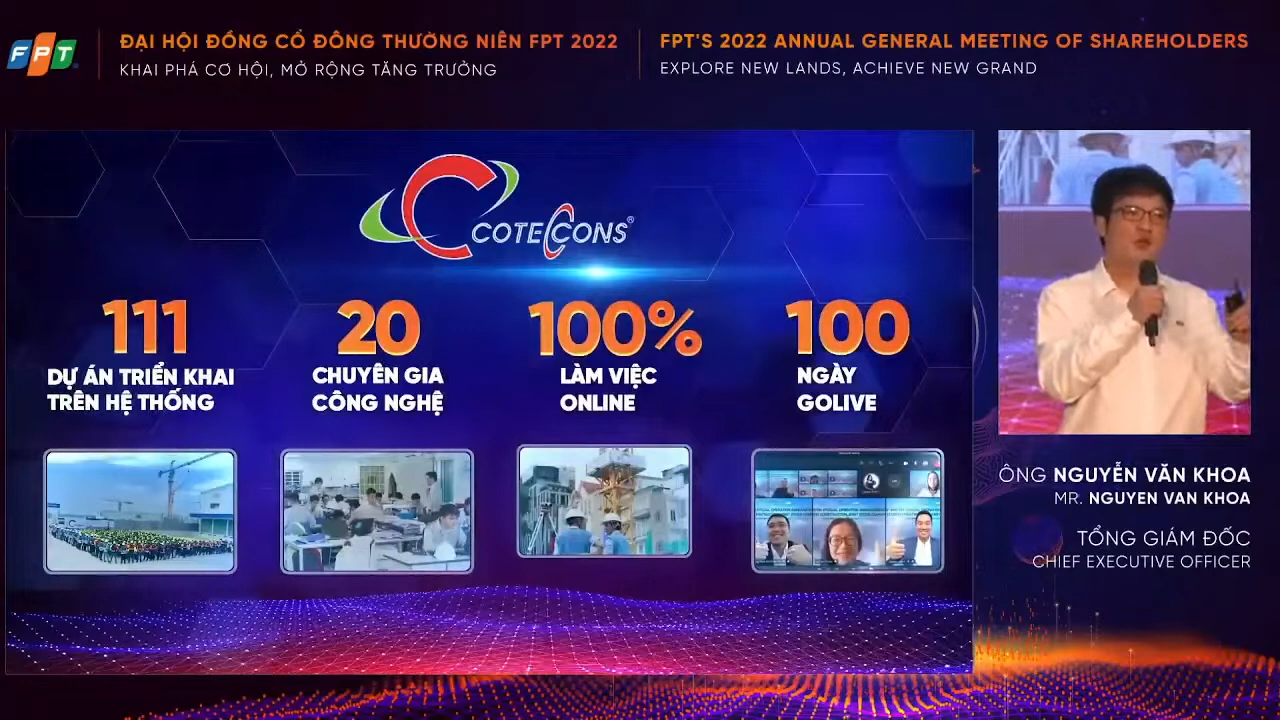 FPT
ĐẠI HỘI ĐỒNG CỔ ĐÔNG THƯỜNG NIÊN FPT 2022
KHAI PHÁ CƠ HỘI, MỞ RỘNG TĂNG TRƯỞNG
FPT'S 2022 ANNUAL GENERAL MEETING OF SHAREHOLDERS
EXPLORE NEW LANDS, ACHIEVE NEW GRAND
COTECCONS®
111
DỰ ÁN TRIỂN KHAI
TRÊN HỆ THỐNG
20
CHUYÊN GIA
CÔNG NGHỆ
100%
LÀM VIỆC
ONLINE
100
NGÀY
GOLIVE
ÔNG NGUYỄN VĂN KHOA
MR. NGUYEN VAN KHOA
TỔNG GIÁM ĐỐC
CHIEF EXECUTIVE OFFICER